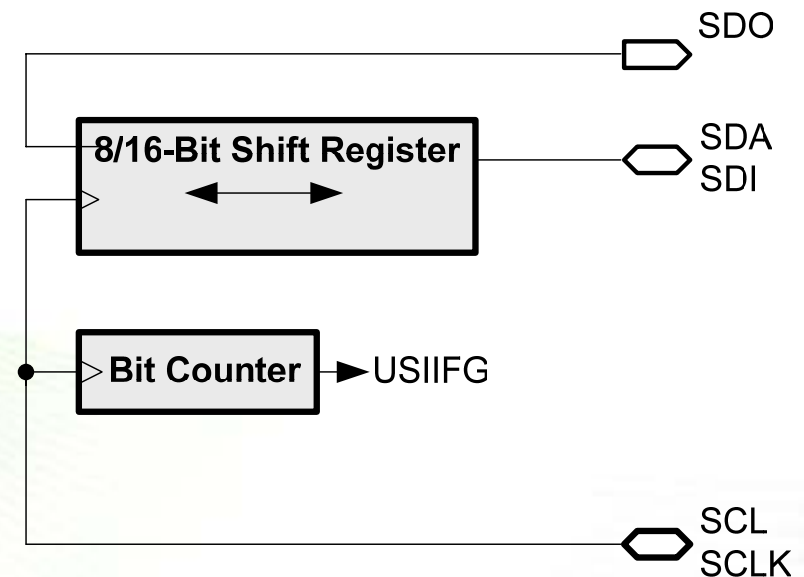 SDO
8/16-Bit Shift Register
SDA
SDI
Bit Counter
USIIFG
SCL
SCLK